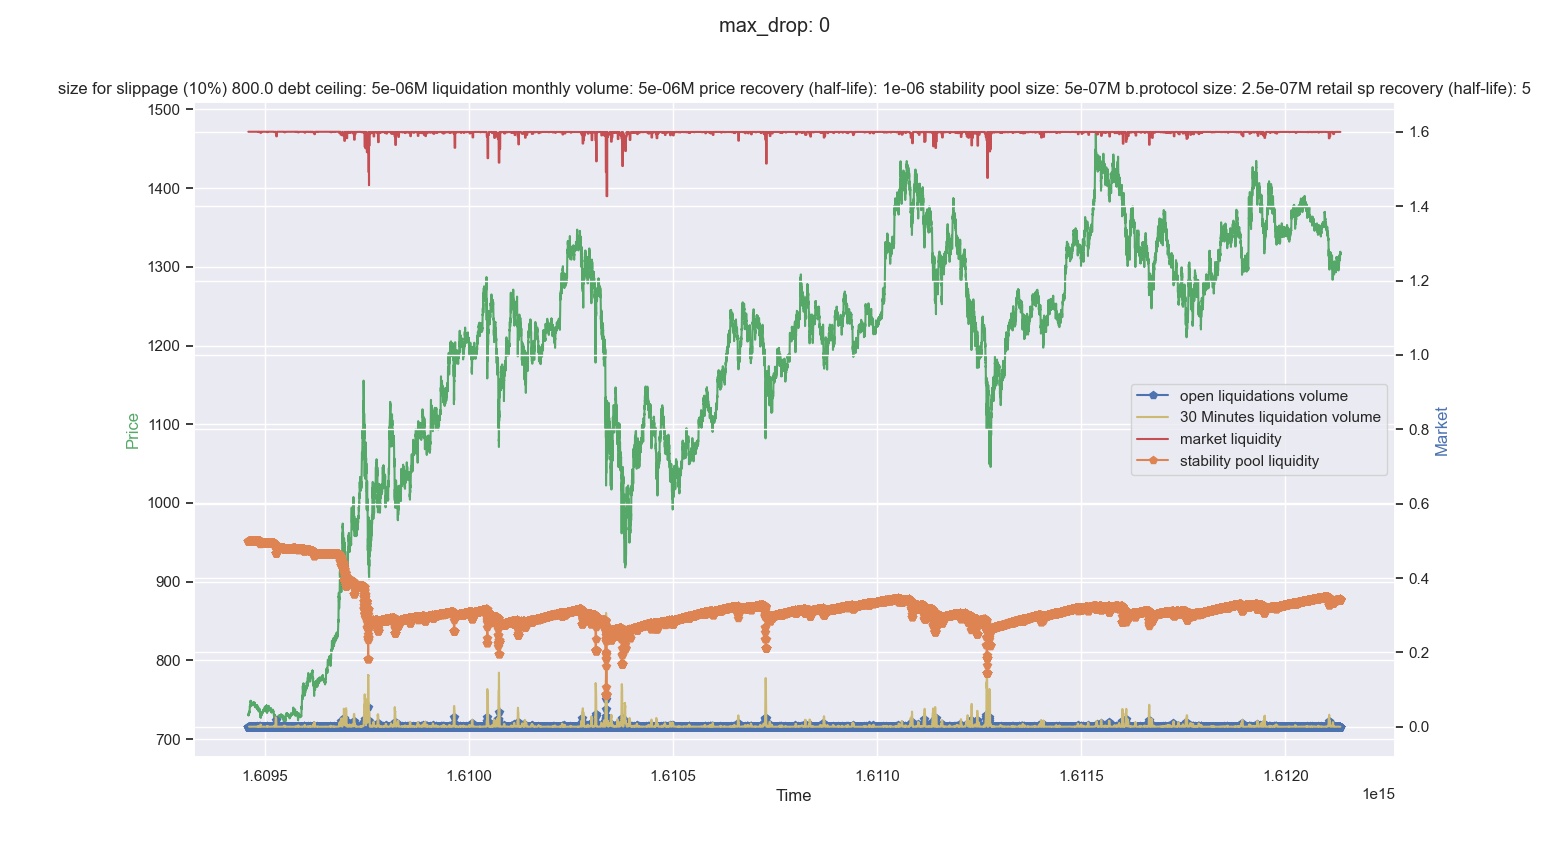 max_drop: 0
size for slippage (10%) 800.0 debt ceiling: 5e-06M liquidation monthly volume: 5e-06M price recovery (half-life): 1e-06 stability pool size: 5e-07M b.protocol size: 2.5e-07M retail sp recovery (half-life): 5
1500
1400
1300
1200
1100
1000
900
800
700
Price
1.6
1.4
1.2
1.0
0.8
0.6
0.4
0.2
0.0
Market
open liquidations volume
30 Minutes liquidation volume
market liquidity
stability pool liquidity
1.6095
1.6100
1.6105
1.6110
1.6115
1.6120
Time
1e15